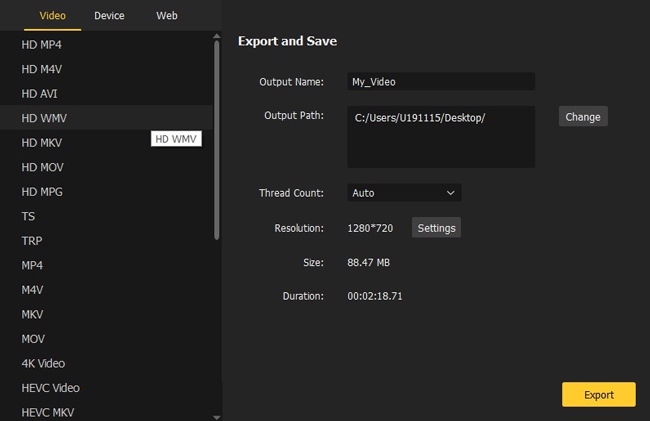 Video Device Web
HD MP4
HD M4V
HD AVI
HD WMV
HD WMV
HD MKV
HD MOV
HD MPG
TS
TRP
MP4
M4V
MKV
MOV
4K Video
HEVC Video
HEVC MKV
Export and Save
Output Name: My_Video
Output Path: C:/Users/U191115/Desktop/ Change
Thread Count: Auto
Resolution: 1280*720 Settings
Size: 88.47 MB
Duration: 00:02:18.71
Export